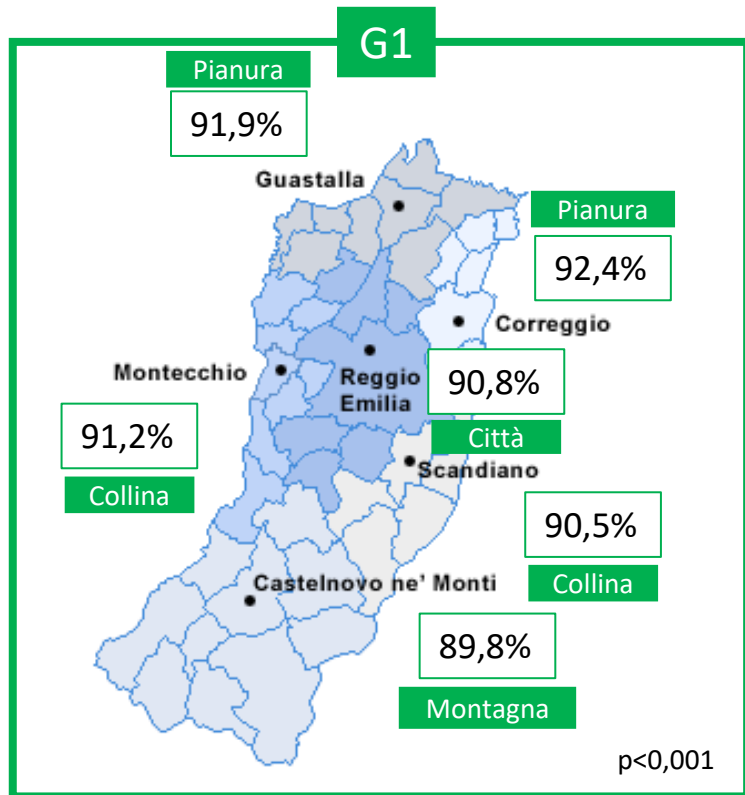 G1
Pianura
91,9%
Guastalla
Pianura
92,4%
Correggio
Montecchio
Reggio
Emilia
90,8%
Città
91,2%
Collina
Scandiano
90,5%
Collina
Castelnovo ne' Monti
89,8%
Montagna
p<0,001